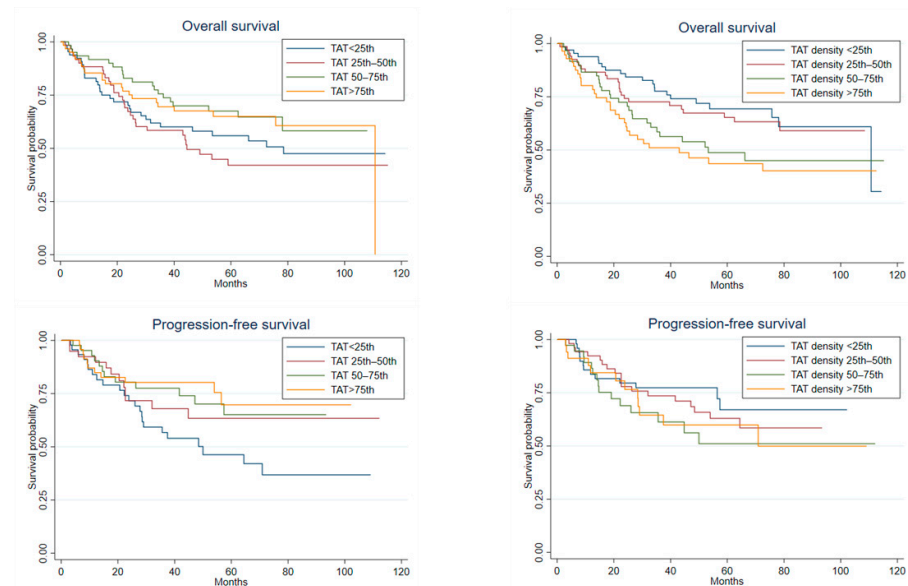 Overall survival
TAT<25th
TAT 25th–50th
TAT 50–75th
TAT>75th
Survival probability
1.00
0.75
0.50
0.25
0.00
0 20 40 60 80 100 120
Months
Overall survival
TAT density <25th
TAT density 25th–50th
TAT density 50–75th
TAT density >75th
Survival probability
1.00
0.75
0.50
0.25
0.00
0 20 40 60 80 100 120
Months
Progression-free survival
TAT<25th
TAT 25th–50th
TAT 50–75th
TAT>75th
Survival probability
1.00
0.75
0.50
0.25
0.00
0 20 40 60 80 100 120
Months
Progression-free survival
TAT density <25th
TAT density 25th–50th
TAT density 50–75th
TAT density >75th
Survival probability
1.00
0.75
0.50
0.25
0.00
0 20 40 60 80 100 120
Months